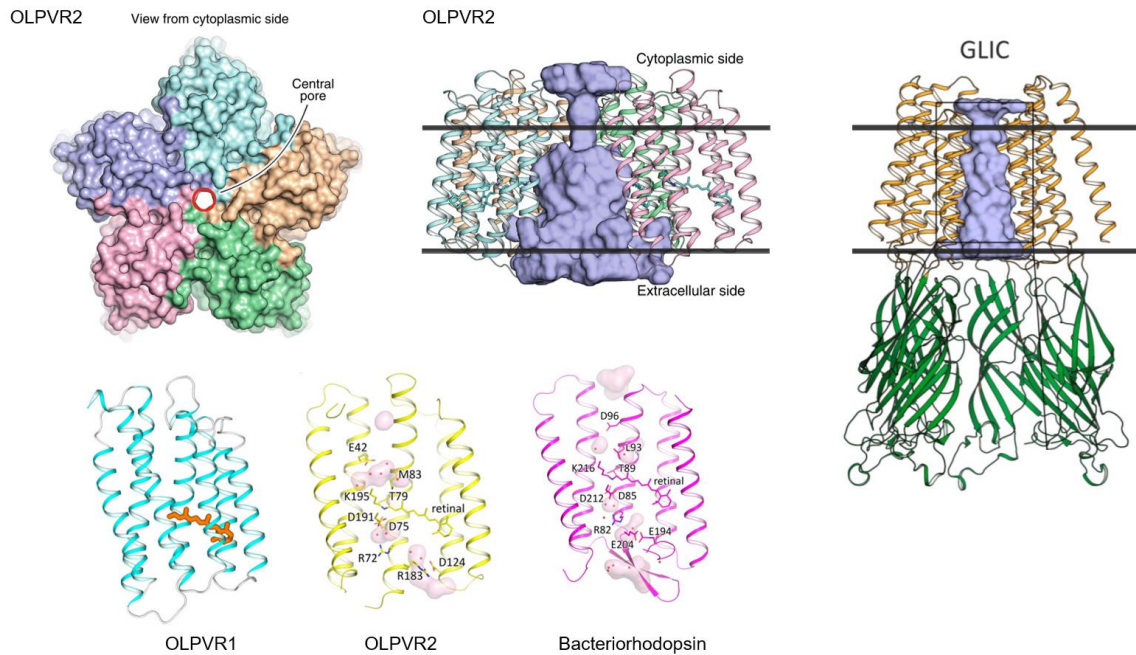 OLPVR2
View from cytoplasmic side
Central
pore
OLPVR2
Cytoplasmic side
Extracellular side
GLIC
E42
M83
K195
T79
retinal
D191
D75
R72
R183
D124
D96
L93
K216
T89
retinal
D212
D85
R82
E194
E204
OLPVR1
OLPVR2
Bacteriorhodopsin